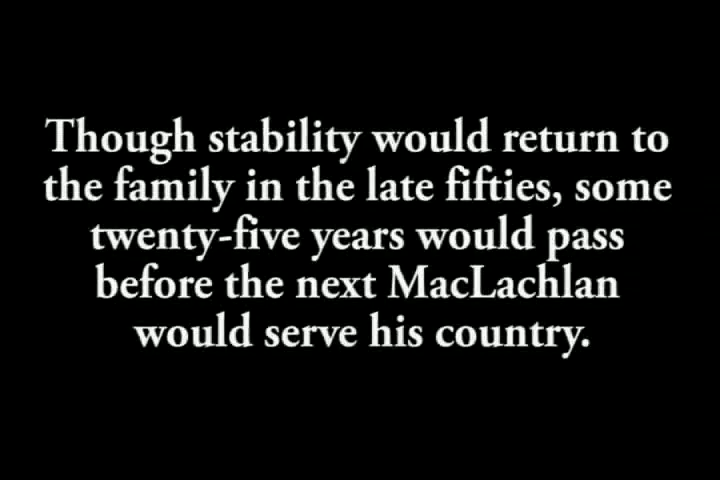 Though stability would return to
the family in the late fifties, some
twenty-five years would pass
before the next MacLachlan
would serve his country.